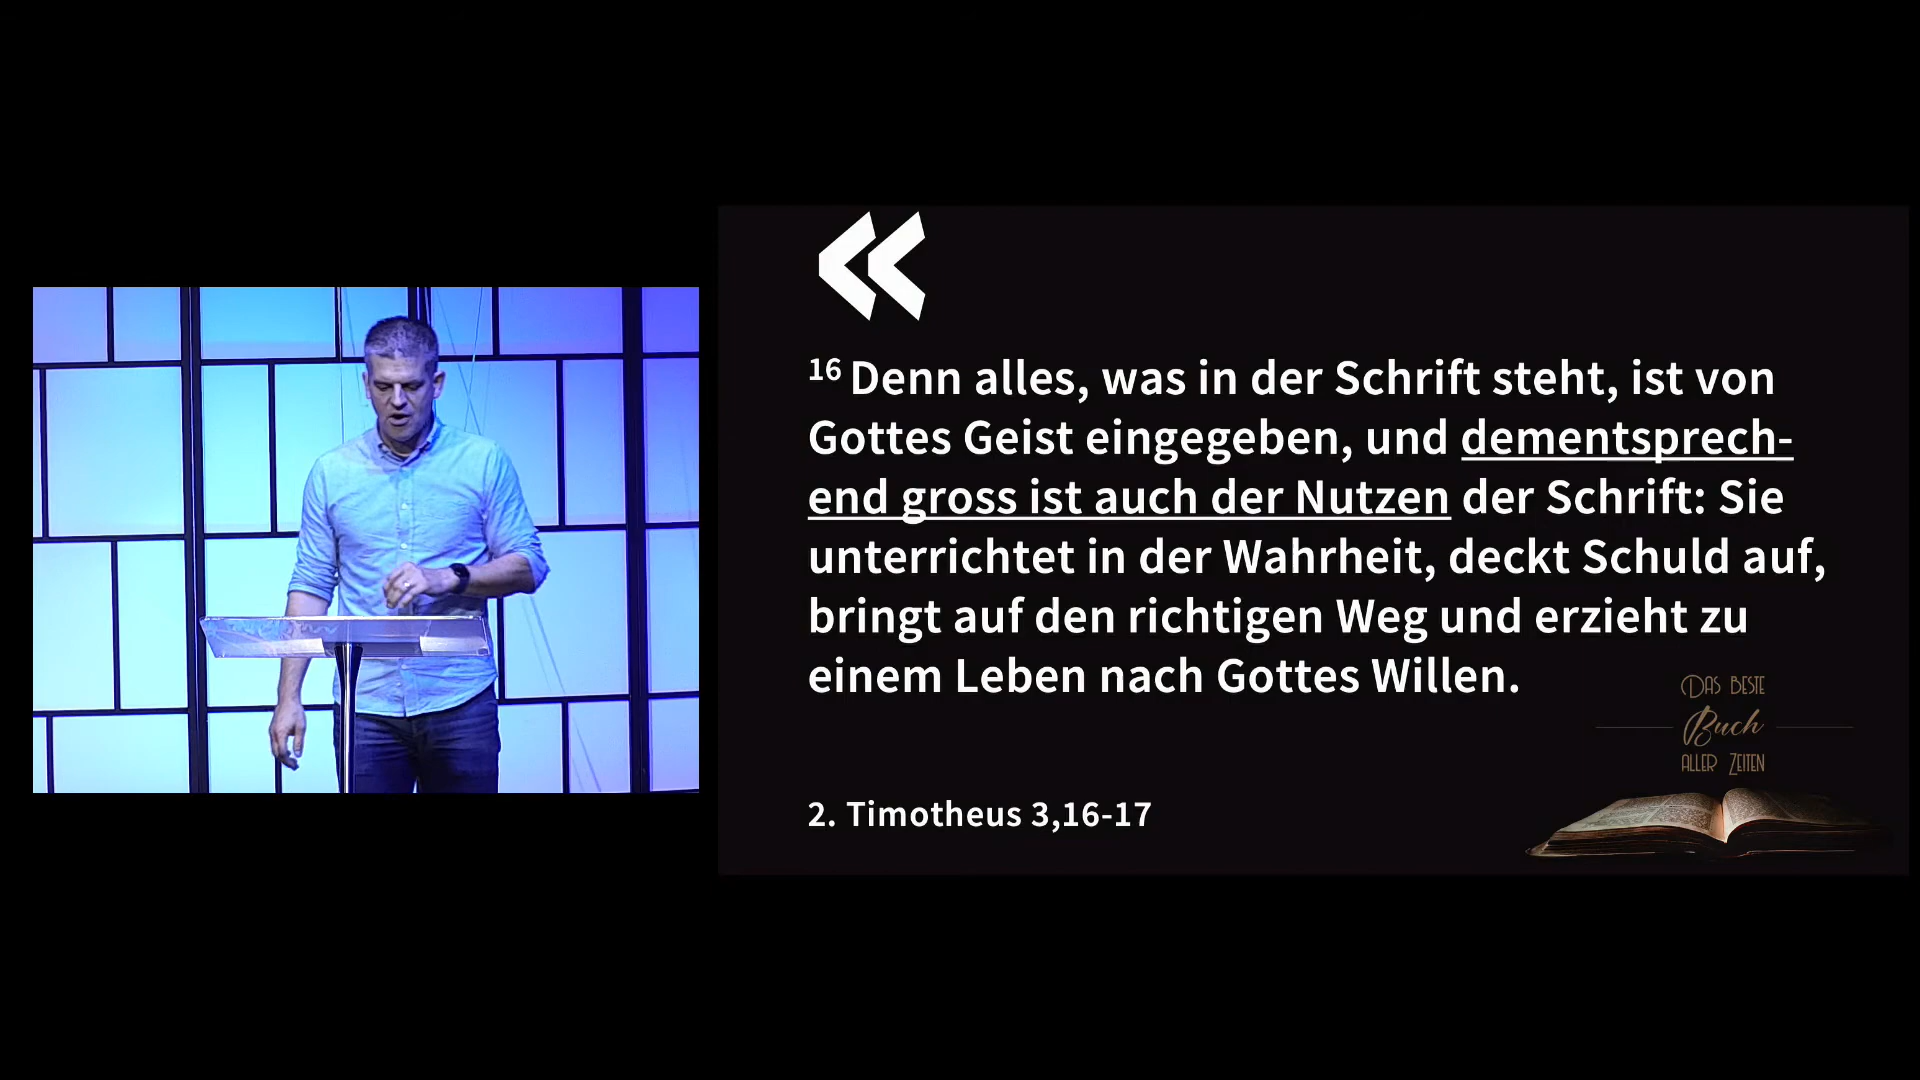 «
16 Denn alles, was in der Schrift steht, ist von
Gottes Geist eingegeben, und dementsprech-
end gross ist auch der Nutzen der Schrift: Sie
unterrichtet in der Wahrheit, deckt Schuld auf,
bringt auf den richtigen Weg und erzieht zu
einem Leben nach Gottes Willen.
2. Timotheus 3,16-17
Das beste
Buch
aller Zeiten